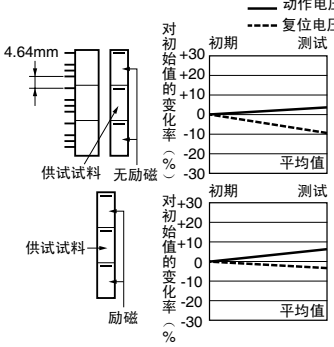 动作电压
复位电压
对初始值的变化率（%）
初期 测试
+30
+20
+10
0
-10
-20
-30
平均值
4.64mm
供试试料 无励磁
对初始值的变化率（%
初期 测试
+30
+20
+10
0
-10
-20
-30
平均值
供试试料
励磁